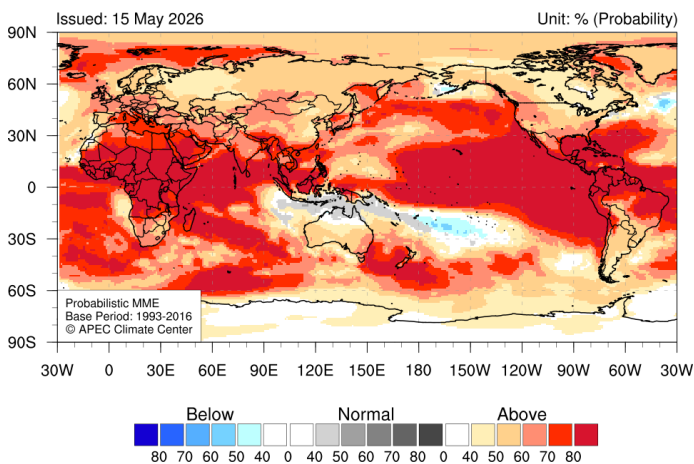 Issued: 15 May 2026 Unit: % (Probability)
90N
60N
30N
0
30S
60S
90S
Probabilistic MME
Base Period: 1993-2016
© APEC Climate Center
30W 0 30E 60E 90E 120E 150E 180 150W 120W 90W 60W 30W
Below Normal Above
80 70 60 50 40 0 40 50 60 70 80 0 40 50 60 70 80